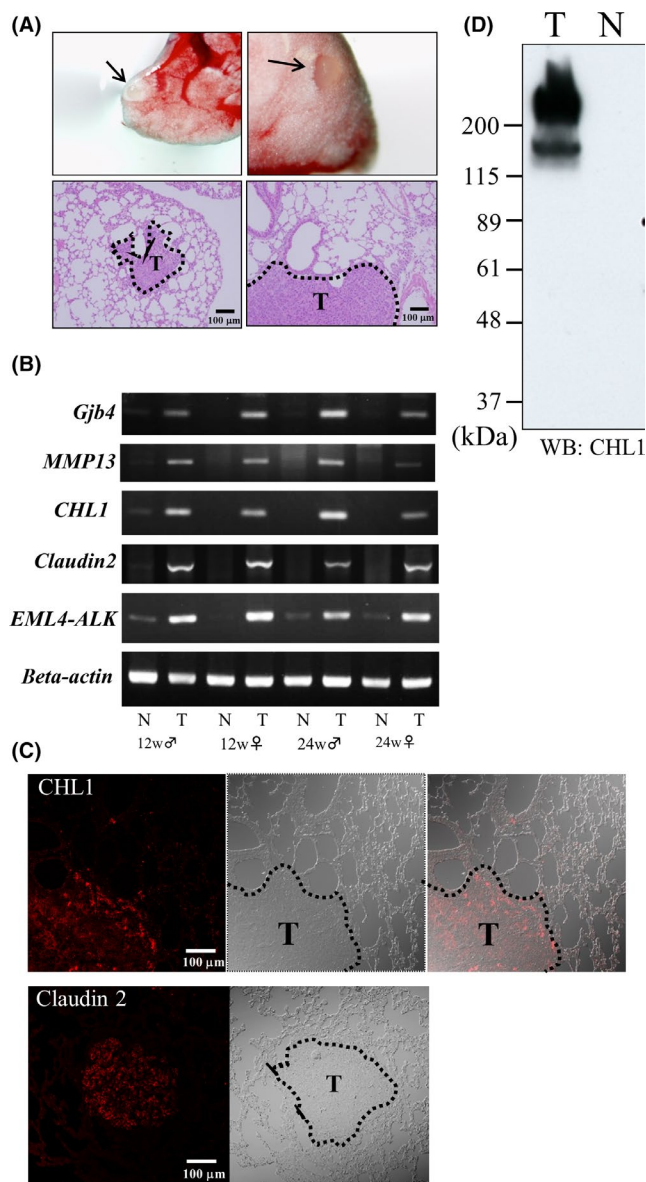 (A)
T
100 μm
T
100 μm
(B)
Gjb4
MMP13
CHL1
Claudin2
EML4-ALK
Beta-actin
N T N T N T N T
12w♂ 12w♀ 24w♂ 24w♀
(C)
CHL1
100 μm
T
T
Claudin 2
100 μm
T
(D)
T N
200
115
89
61
48
37
(kDa)
WB: CHL1